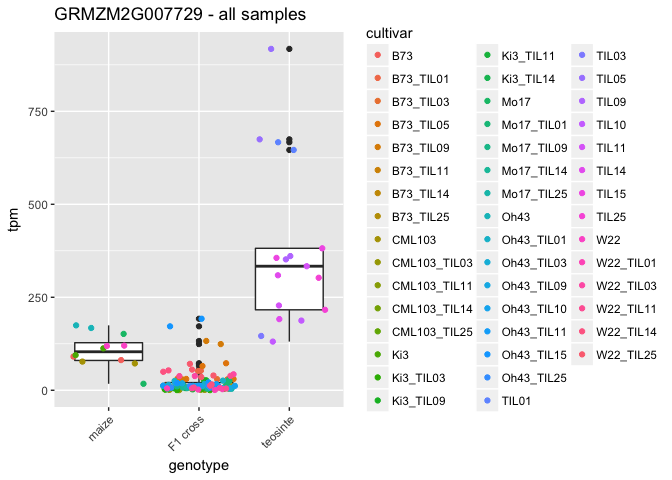 GRMZM2G007729 - all samples
tpm
750
500
250
0
maize
F1 cross
teosinte
genotype
cultivar
B73
B73_TIL01
B73_TIL03
B73_TIL05
B73_TIL09
B73_TIL11
B73_TIL14
B73_TIL25
CML103
CML103_TIL03
CML103_TIL11
CML103_TIL14
CML103_TIL25
Ki3
Ki3_TIL03
Ki3_TIL09
Ki3_TIL11
Ki3_TIL14
Mo17
Mo17_TIL01
Mo17_TIL09
Mo17_TIL14
Mo17_TIL25
Oh43
Oh43_TIL01
Oh43_TIL03
Oh43_TIL09
Oh43_TIL10
Oh43_TIL11
Oh43_TIL15
Oh43_TIL25
TIL01
TIL03
TIL05
TIL09
TIL10
TIL11
TIL14
TIL15
TIL25
W22
W22_TIL01
W22_TIL03
W22_TIL11
W22_TIL14
W22_TIL25